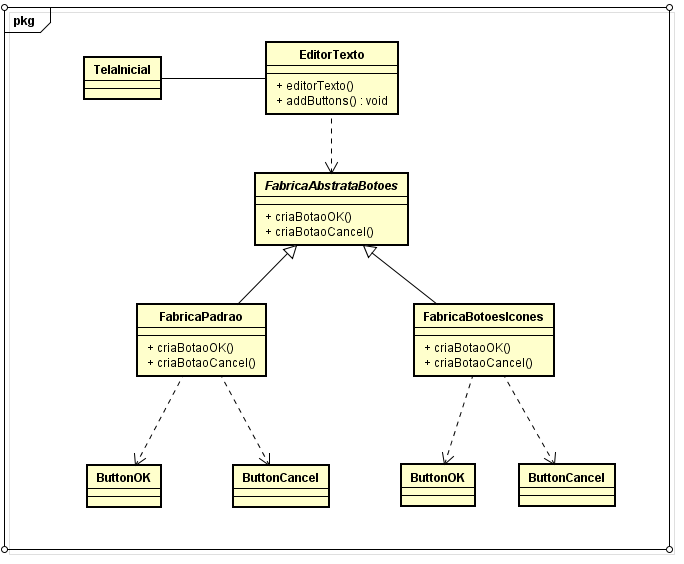 pkg
TelaInicial
EditorTexto
+ editorTexto()
+ addButtons() : void
FabricaAbstrataBotoes
+ criaBotaoOK()
+ criaBotaoCancel()
FabricaPadrao
+ criaBotaoOK()
+ criaBotaoCancel()
FabricaBotoesIcones
+ criaBotaoOK()
+ criaBotaoCancel()
ButtonOK
ButtonCancel
ButtonOK
ButtonCancel